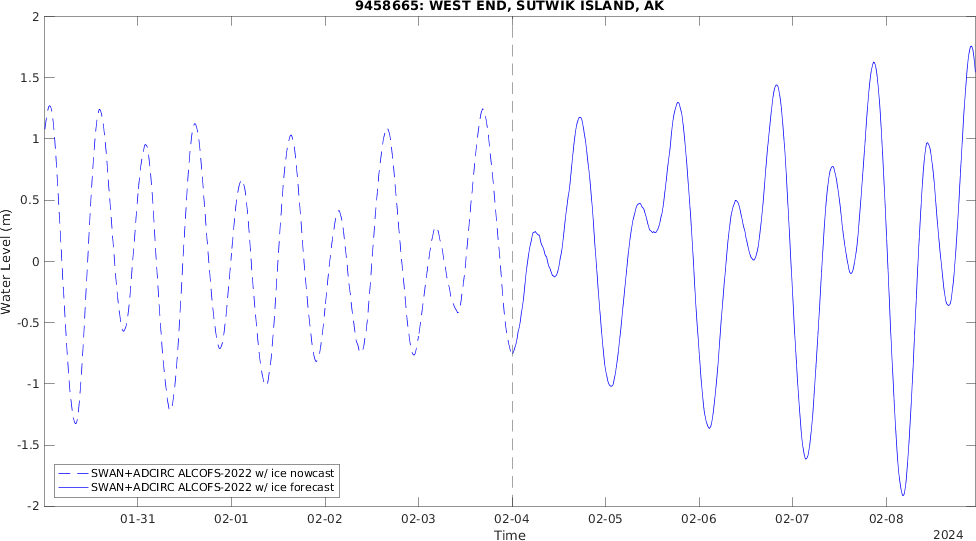 9458665: WEST END, SUTWIK ISLAND, AK
2
1.5
1
0.5
0
-0.5
-1
-1.5
-2
Water Level (m)
SWAN+ADCIRC ALCOFS-2022 w/ ice nowcast
SWAN+ADCIRC ALCOFS-2022 w/ ice forecast
01-31 02-01 02-02 02-03 02-04 02-05 02-06 02-07 02-08
Time
2024